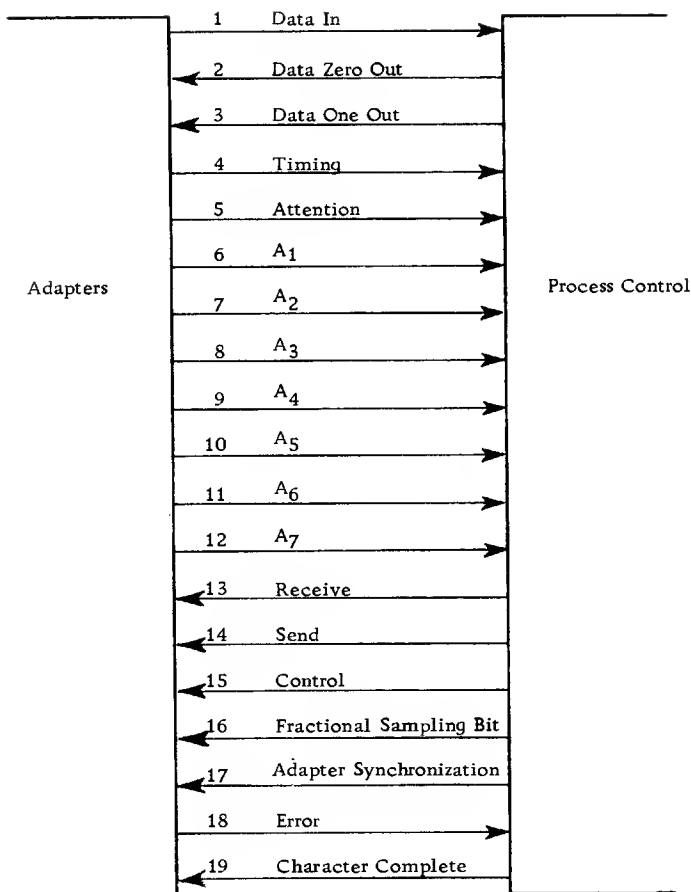 1 Data In
2 Data Zero Out
3 Data One Out
4 Timing
5 Attention
6 A1
Adapters
Process Control
7 A2
8 A3
9 A4
10 A5
11 A6
12 A7
13 Receive
14 Send
15 Control
16 Fractional Sampling Bit
17 Adapter Synchronization
18 Error
19 Character Complete